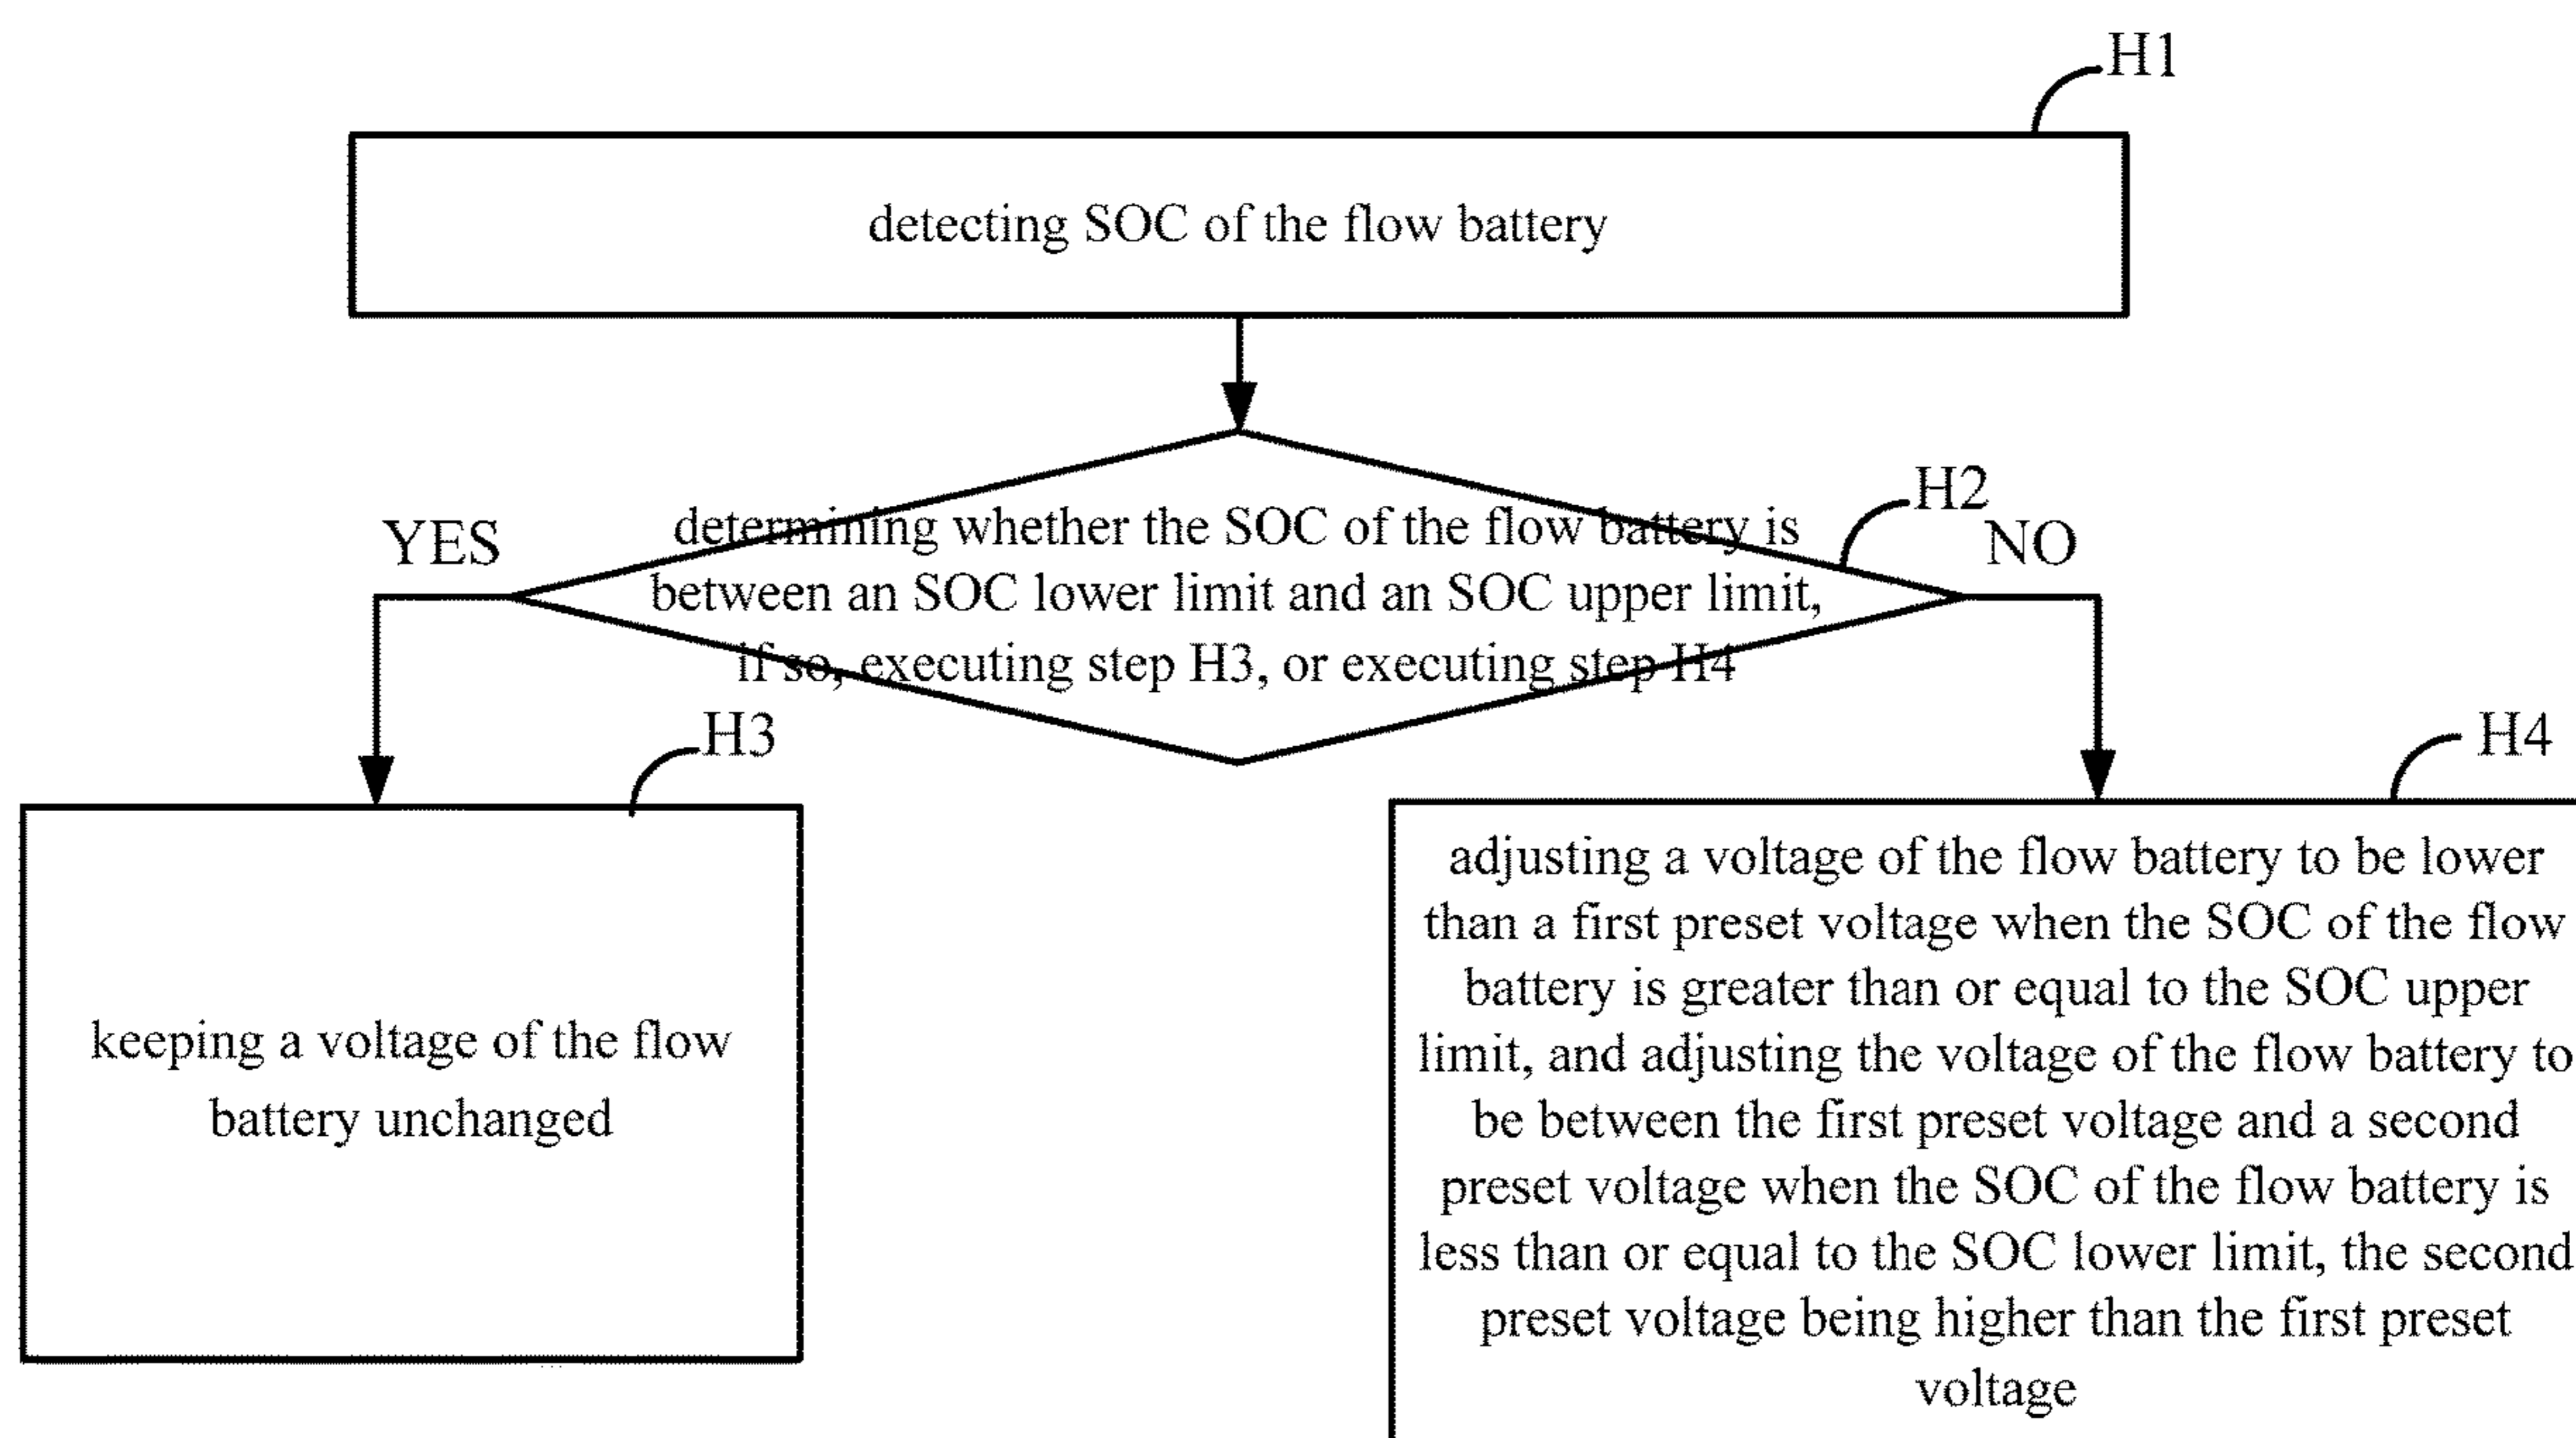 H1
detecting SOC of the flow battery
H2
YES
NO
determining whether the SOC of the flow battery is
between an SOC lower limit and an SOC upper limit,
if so, executing step H3, or executing step H4
H3
H4
keeping a voltage of the flow
battery unchanged
adjusting a voltage of the flow battery to be lower
than a first preset voltage when the SOC of the flow
battery is greater than or equal to the SOC upper
limit, and adjusting the voltage of the flow battery to
be between the first preset voltage and a second
preset voltage when the SOC of the flow battery is
less than or equal to the SOC lower limit, the second
preset voltage being higher than the first preset
voltage